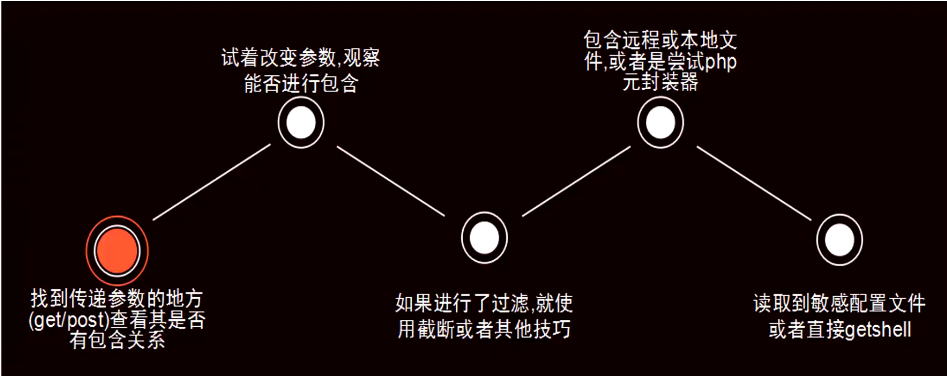 找到传递参数的地方
(get/post)查看其是否
有包含关系
试着改变参数,观察
能否进行包含
如果进行了过滤,就使
用截断或者其他技巧
包含远程或本地文
件,或者是尝试php
元封装器
读取到敏感配置文件
或者直接getshell